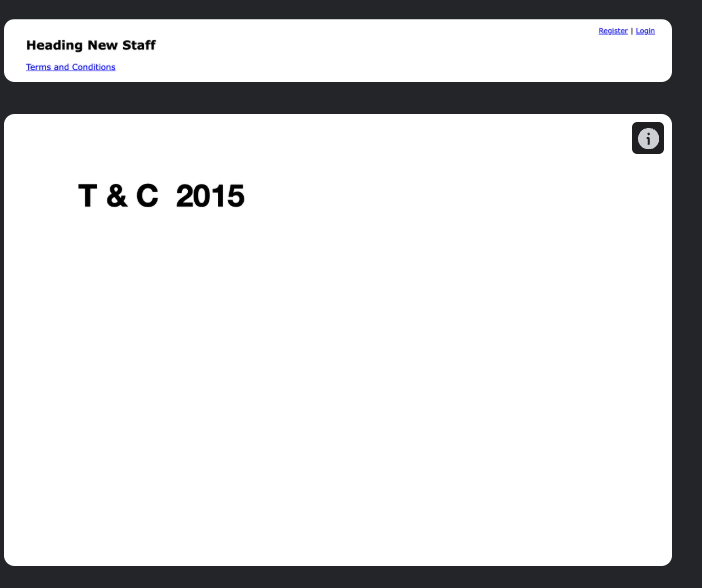 Register | Login
Heading New Staff
Terms and Conditions
T & C 2015